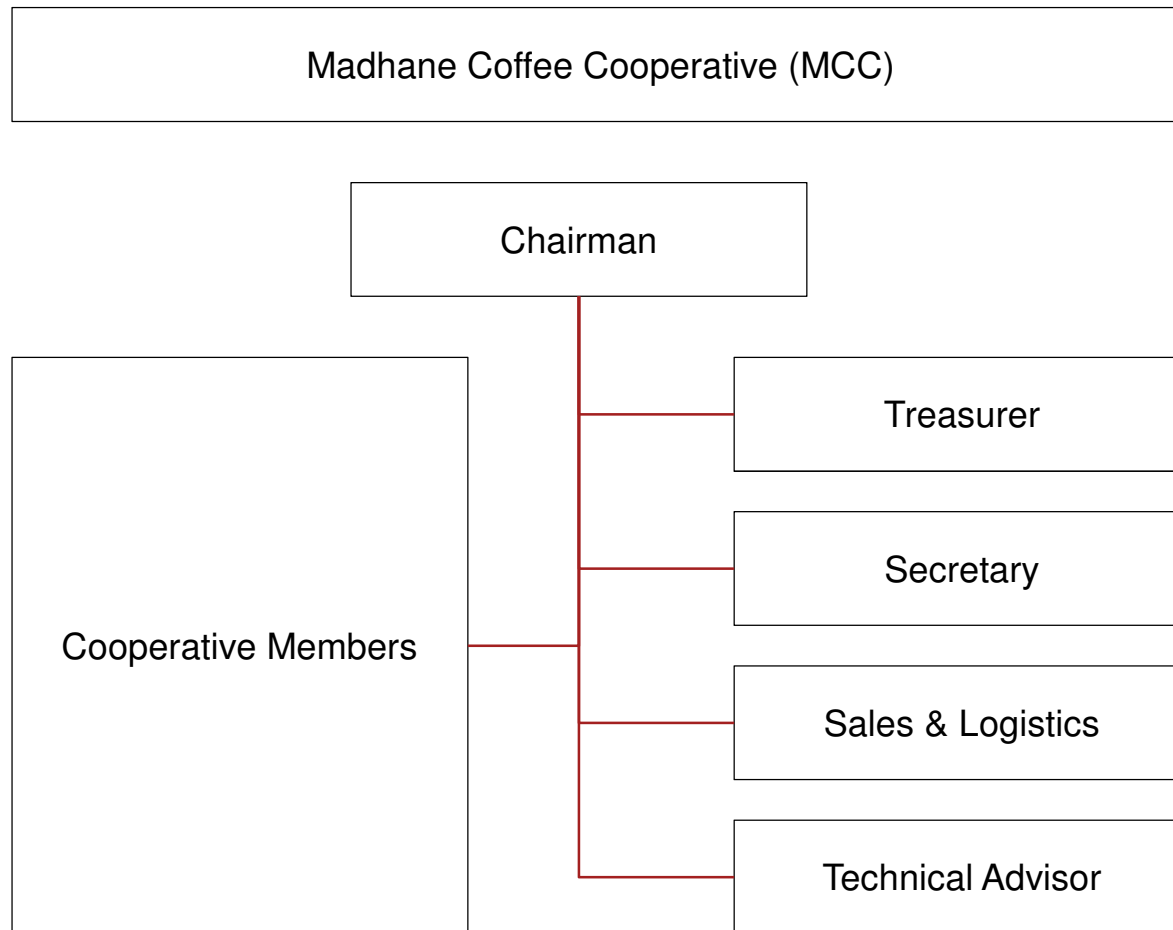 Madhane Coffee Cooperative (MCC)
Chairman
Cooperative Members
Treasurer
Secretary
Sales & Logistics
Technical Advisor